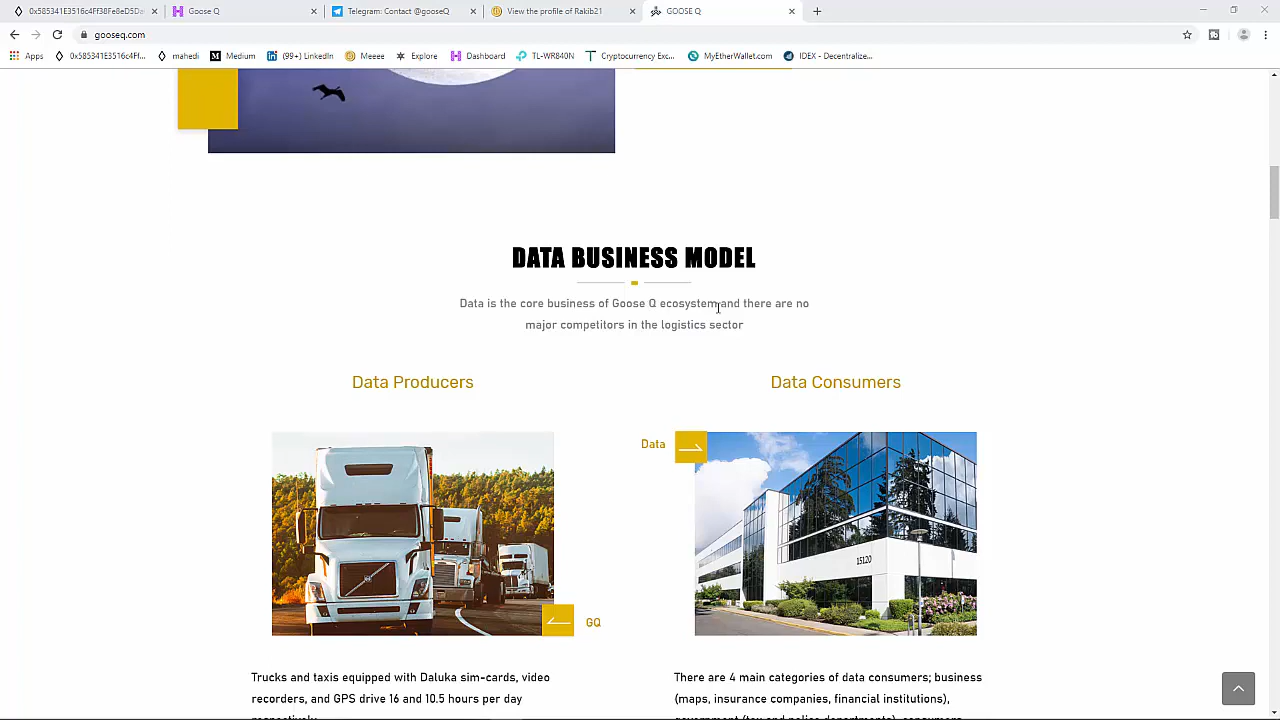 0x585341E3516c4FF38Fe8eD5Da
Goose Q
Telegram: Contact @gooseQ
View the profile of Rakib21
GOOSE Q
gooseq.com
Apps
0x585341E3516c4f...
mahedi
Medium
(99+) LinkedIn
Meeee
Explore
Dashboard
TL-WR840N
Cryptocurrency Exc...
MyEtherWallet.com
IDEX - Decentralize...
DATA BUSINESS MODEL
Data is the core business of Goose Q ecosystem and there are no
major competitors in the logistics sector
Data Producers
Data Consumers
Data
15120
GQ
Trucks and taxis equipped with Daluka sim-cards, video
recorders, and GPS drive 16 and 10.5 hours per day
There are 4 main categories of data consumers; business
(maps, insurance companies, financial institutions),